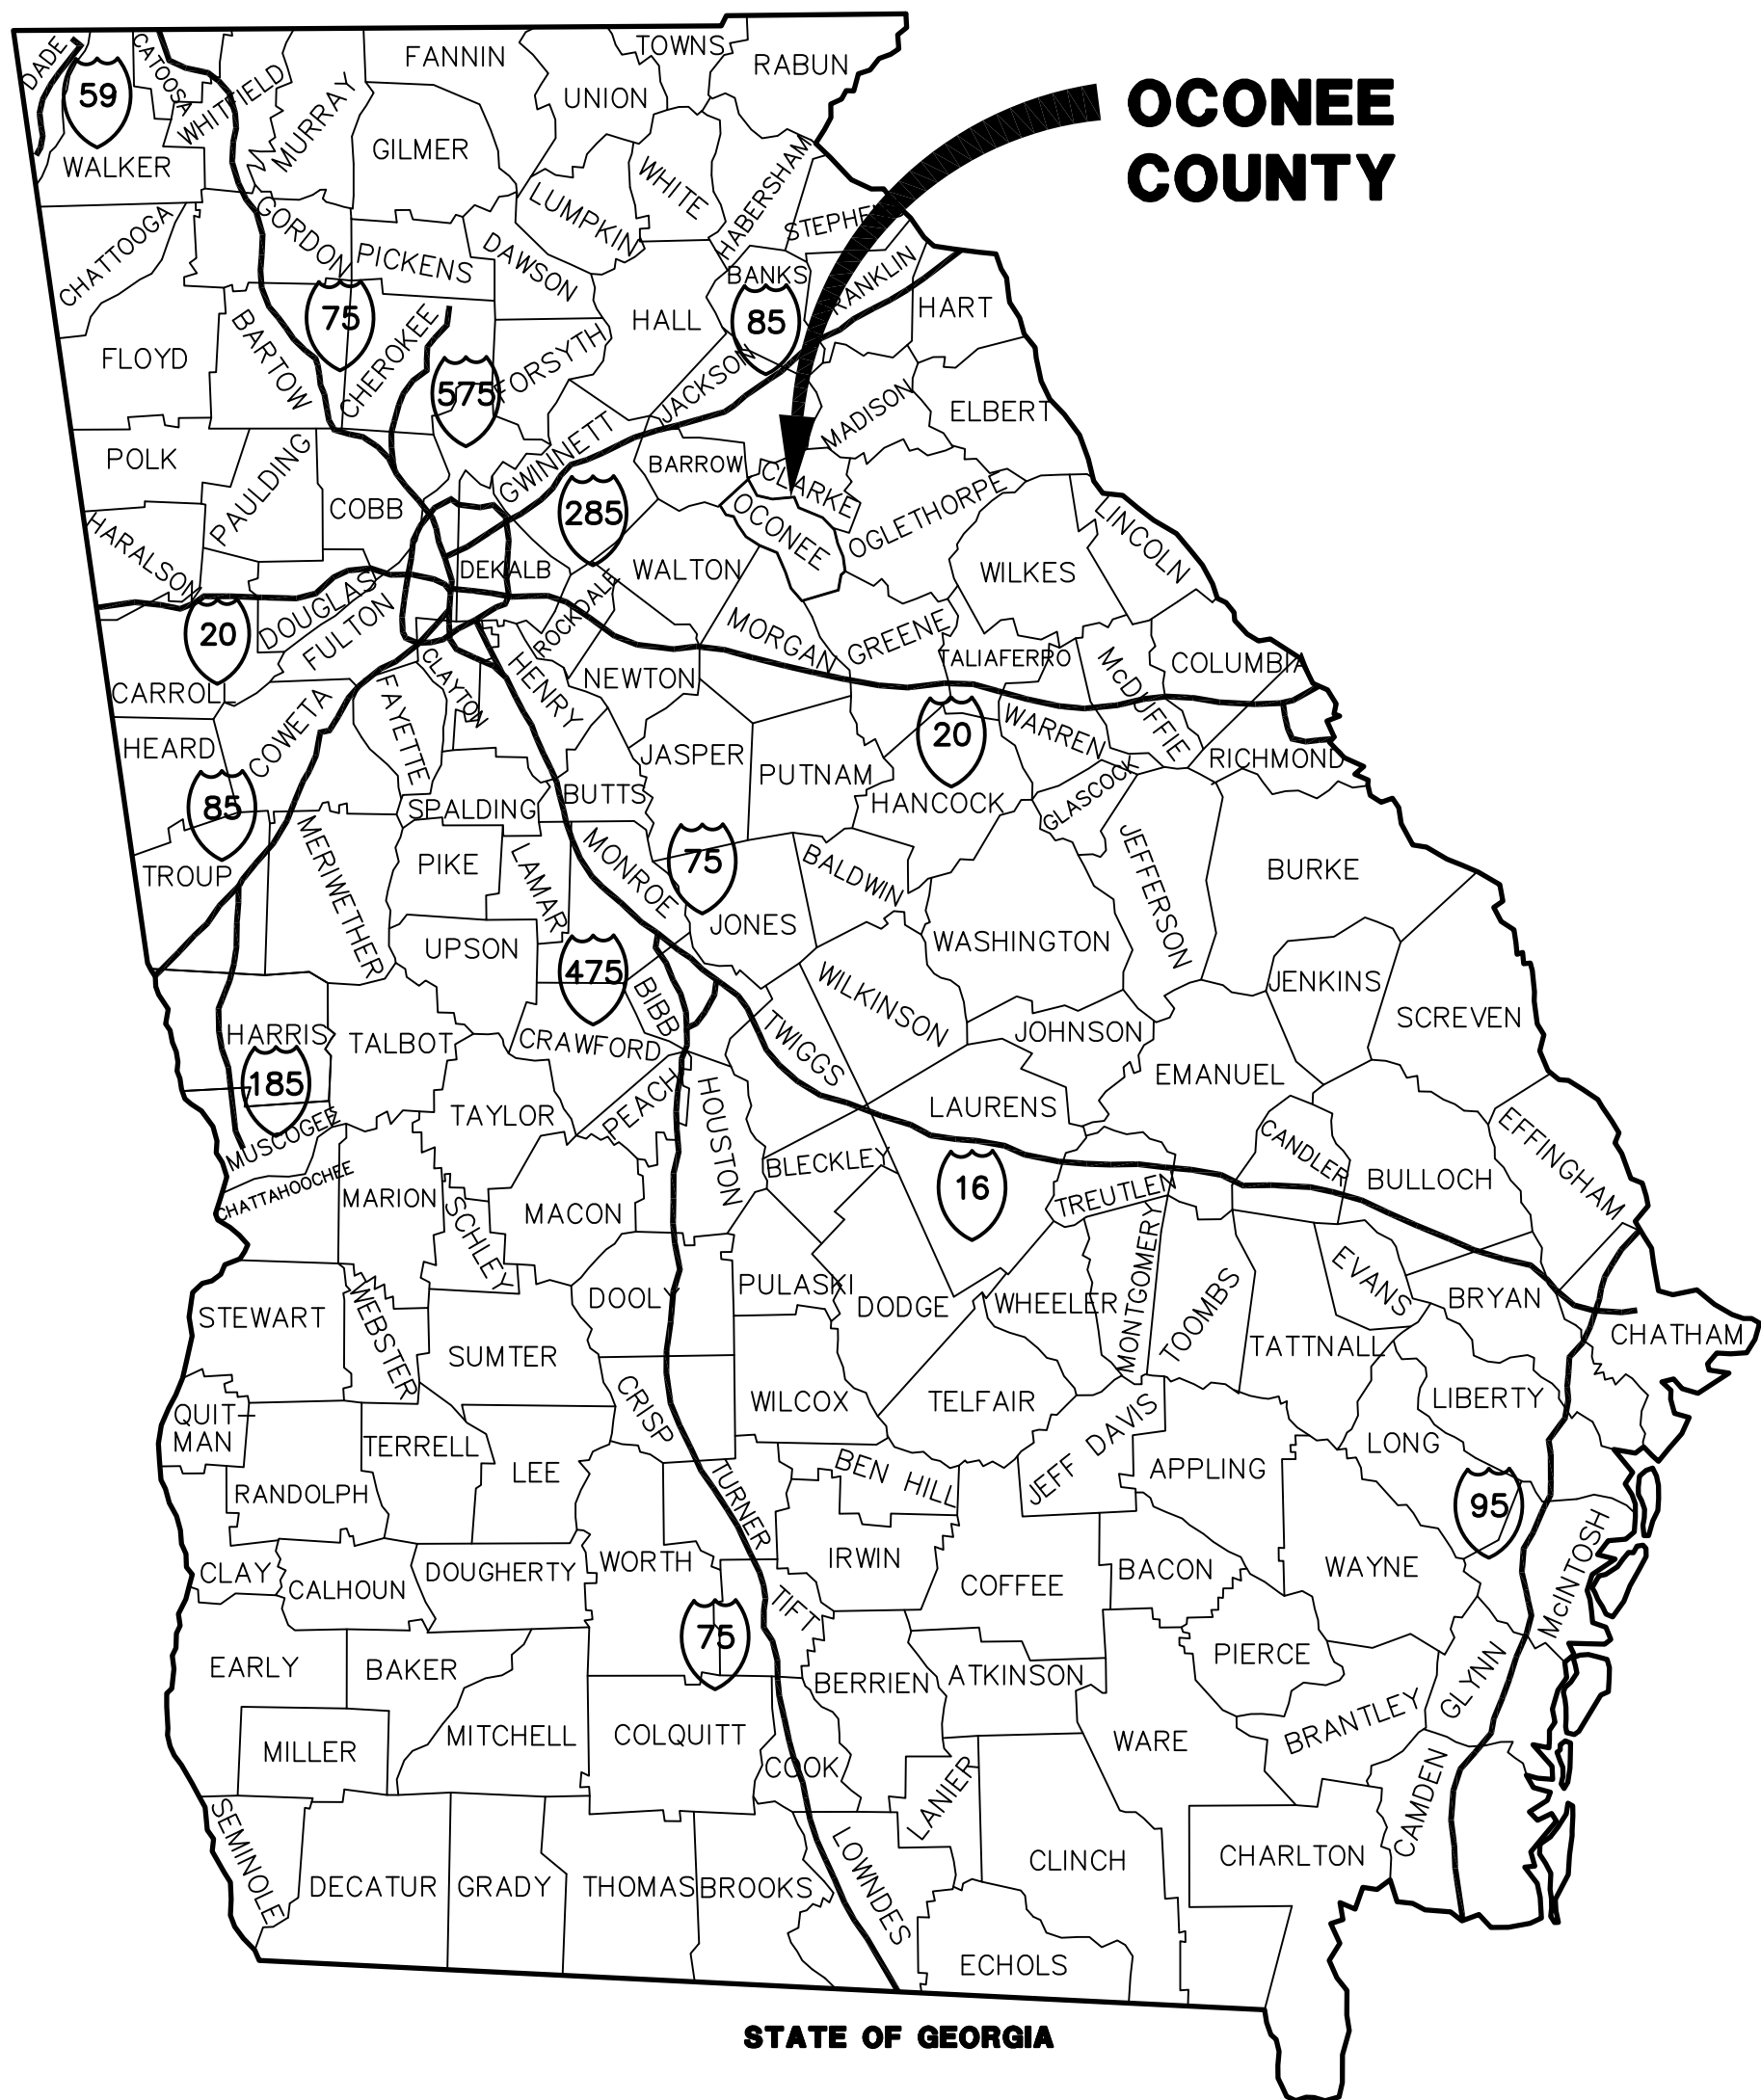 OCONEE
COUNTY
DADE
CATOOSA
WHITFIELD
MURRAY
FANNIN
UNION
TOWNS
RABUN
59
WALKER
GILMER
LUMPKIN
WHITE
HABERSHAM
CHATTOOGA
GORDON
PICKENS
DAWSON
BANKS
FRANKLIN
HART
FLOYD
BARTOW
75
CHEROKEE
575
FORSYTH
HALL
85
JACKSON
MADISON
ELBERT
POLK
PAULDING
COBB
GWINNETT
BARROW
CLARKE
OCONEE
OGLETHORPE
LINCOLN
HARALSON
285
DEKALB
WALTON
WILKES
20
DOUGLAS
FULTON
ROCKDALE
MORGAN
GREENE
TALIAFERRO
McDUFFIE
COLUMBIA
CARROLL
CLAYTON
HENRY
NEWTON
HEARD
COWETA
FAYETTE
JASPER
PUTNAM
20
WARREN
RICHMOND
85
SPALDING
BUTTS
HANCOCK
GLASCOCK
TROUP
MERIWETHER
PIKE
LAMAR
MONROE
75
BALDWIN
JEFFERSON
BURKE
UPSON
JONES
WASHINGTON
475
BIBB
WILKINSON
JENKINS
SCREVEN
HARRIS
TALBOT
CRAWFORD
TWIGGS
JOHNSON
EMANUEL
185
MUSCOGEE
TAYLOR
PEACH
HOUSTON
LAURENS
CANDLER
EFFINGHAM
CHATTAHOOCHEE
MARION
SCHLEY
MACON
BLECKLEY
16
TREUTLEN
BULLOCH
STEWART
WEBSTER
DOOLY
PULASKI
DODGE
WHEELER
MONTGOMERY
TOOMBS
EVANS
BRYAN
CHATHAM
SUMTER
TATTNALL
QUIT-
MAN
CRISP
WILCOX
TELFAIR
JEFF DAVIS
LIBERTY
TERRELL
LEE
LONG
RANDOLPH
TURNER
BEN HILL
APPLING
95
CLAY
CALHOUN
DOUGHERTY
WORTH
IRWIN
COFFEE
BACON
WAYNE
McINTOSH
TIFT
75
EARLY
BAKER
BERRIEN
ATKINSON
PIERCE
GLYNN
MILLER
MITCHELL
COLQUITT
COOK
WARE
BRANTLEY
LANIER
CAMDEN
SEMINOLE
DECATUR
GRADY
THOMAS
BROOKS
LOWNDES
CLINCH
CHARLTON
ECHOLS
STATE OF GEORGIA